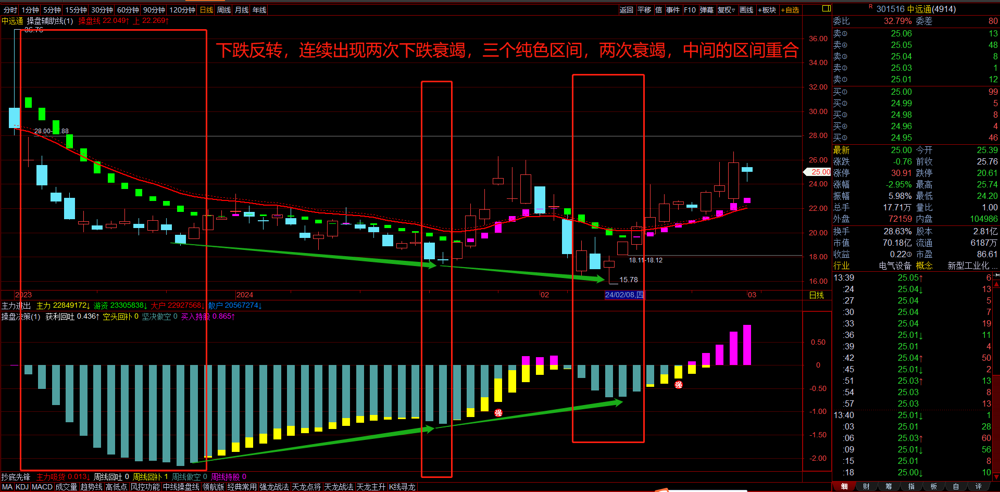 分时 1分钟 5分钟 15分钟 30分钟 60分钟 90分钟 120分钟 日线 周线 月线 年线 返回 平移 信 事件 F10 弹幕 复权▿ 画线 +板块 +自选
中远通 操盘辅助线(1) 操盘线 22.049↑ 上 22.269↑
36.76
下跌反转，连续出现两次下跌衰竭，三个纯色区间，两次衰竭，中间的区间重合
36.00
34.00
32.00
30.00
28.00
26.00
25.00
24.00
22.00
20.00
18.00
16.00
18.11-18.12
15.78
2023 2024 02 24/02/08,四 03 日线
主力进出 主力 22849172↓ 游资 23305838↓ 大户 22927568↓ 散户 20567274↓
操盘决策(1) 获利回吐 0.436↑ 空头回补 0 坚决做空 0 买入持股 0.865↑
0.50
0
-0.50
-1.00
-1.50
-2.00
强
强
抄底先锋 主力吸货 0.013↓ 周线回吐 0 周线回补 1 周线做空 0 周线持股 0
MA KDJ MACD 成交量 趋势线 高低点 风控功能 中线操盘线 领航版 经典常用 强龙战法 天龙点将 天龙战法 天龙主升 K线寻龙
R 301516 中远通(4914)
委比 32.79% 委差 80
卖⑤ 25.06 13
卖④ 25.05 48
卖③ 25.04 8
卖② 25.03 1
卖① 25.01 12
买① 25.00 99
买② 24.99 5
买③ 24.98 8
买④ 24.96 4
买⑤ 24.95 46
最新 25.00 今开 25.39
涨跌 -0.76 前收 25.76
涨停 30.91 跌停 20.61
涨幅 -2.95% 最高 25.74
振幅 5.98% 最低 24.20
总手 17.71万 量比 1.00
外盘 72159 内盘 104986
换手 28.63% 股本 2.81亿
市值 70.18亿 流通 6187万
收益 0.22③ 市盈 86.61
行业 电气设备 概念 新型工业化 ...
13:39 25.05↑ 6
:24 25.04↓ 13
:27 25.04 5
:30 25.04 7
:33 25.04 19
:36 25.01↓ 11
:39 25.01 4
:42 25.04↑ 50
:45 25.01↓ 2
:51 25.03↑ 13
:54 25.03 8
:57 25.03 13
13:40 25.01↓ 1
:03 25.01 28
:06 25.03↑ 60
:09 25.01↓ 56
:15 25.01 8
:18 25.00↓ 10
细 财 筹 指 板 自 评